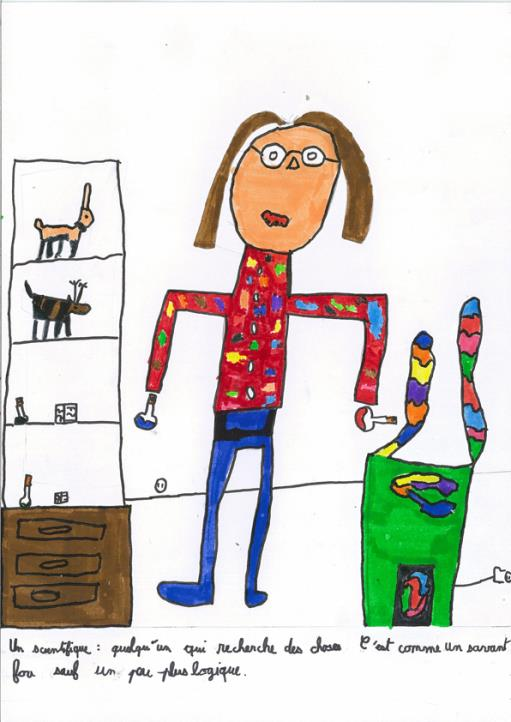 Un scientifique : quelqu'un qui recherche des choses C'est comme un savant
fou sauf un peu plus logique.